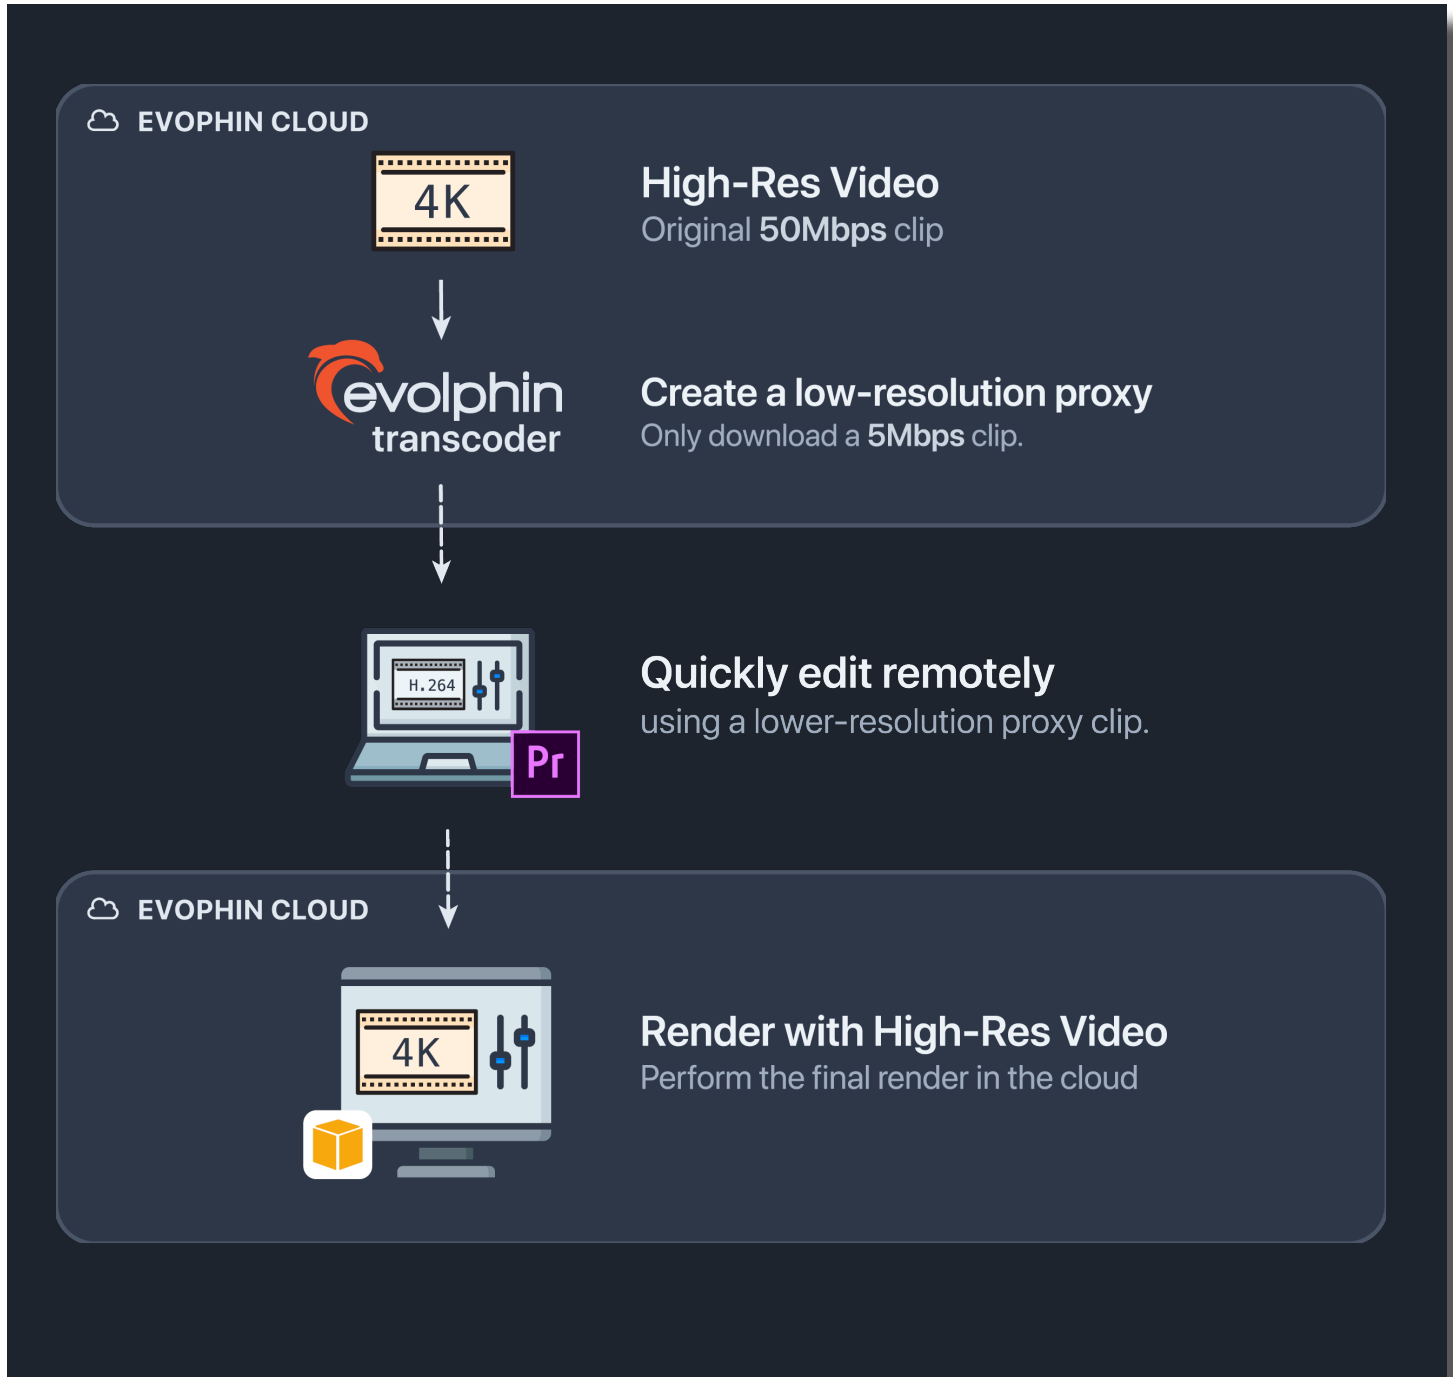 EVOPHIN CLOUD
4K
High-Res Video
Original 50Mbps clip
evolphin
transcoder
Create a low-resolution proxy
Only download a 5Mbps clip.
H.264
Pr
Quickly edit remotely
using a lower-resolution proxy clip.
EVOPHIN CLOUD
4K
Render with High-Res Video
Perform the final render in the cloud